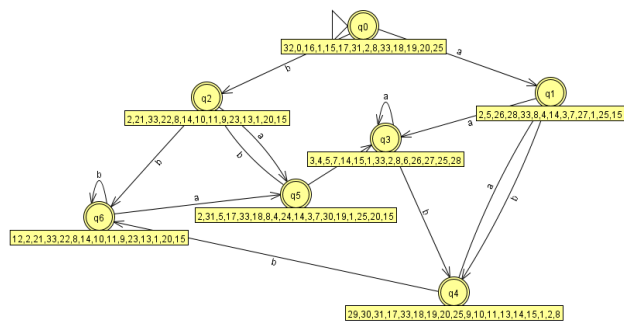 q0
32,0,16,1,15,17,31,2,8,33,18,19,20,25
b
a
q2
2,21,33,22,8,14,10,11,9,23,13,1,20,15
q1
2,5,26,28,33,8,4,14,3,7,27,1,25,15
a
q3
3,4,5,7,14,15,1,33,2,8,6,26,27,25,28
a
a
b
b
q5
2,31,5,17,33,18,8,4,24,14,3,7,30,19,1,25,20,15
b
a
q6
12,2,21,33,22,8,14,10,11,9,23,13,1,20,15
b
a
b
b
q4
29,30,31,17,33,18,19,20,25,9,10,11,13,14,15,1,2,8